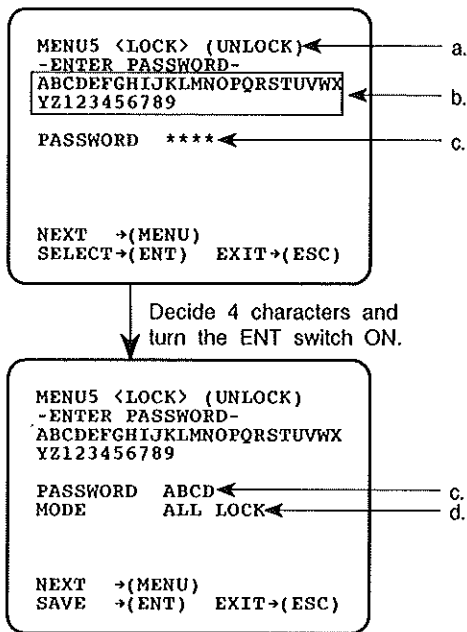 MENU5 <LOCK> (UNLOCK) a.
-ENTER PASSWORD-
ABCDEFGHIJKLMNOPQRSTUVWX b.
YZ123456789
PASSWORD **** c.
NEXT →(MENU)
SELECT→(ENT) EXIT→(ESC)
Decide 4 characters and
turn the ENT switch ON.
MENU5 <LOCK> (UNLOCK)
-ENTER PASSWORD-
ABCDEFGHIJKLMNOPQRSTUVWX
YZ123456789
PASSWORD ABCD c.
MODE ALL LOCK d.
NEXT →(MENU)
SAVE →(ENT) EXIT→(ESC)